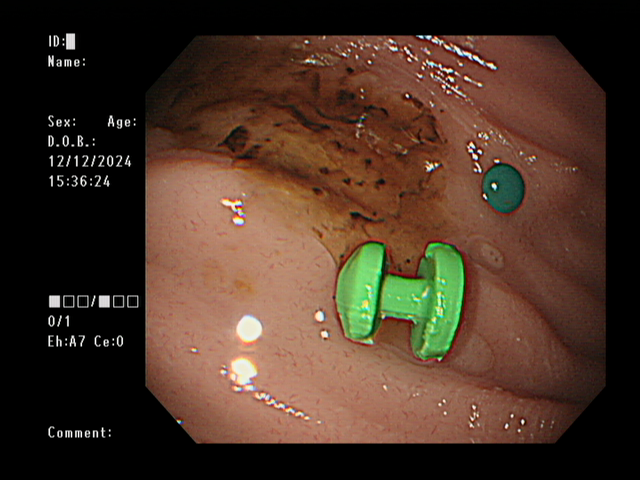 ID:
Name:
Sex: Age:
D.O.B.:
12/12/2024
15:36:24
■□□/■□□
0/1
Eh:A7 Ce:0
Comment: